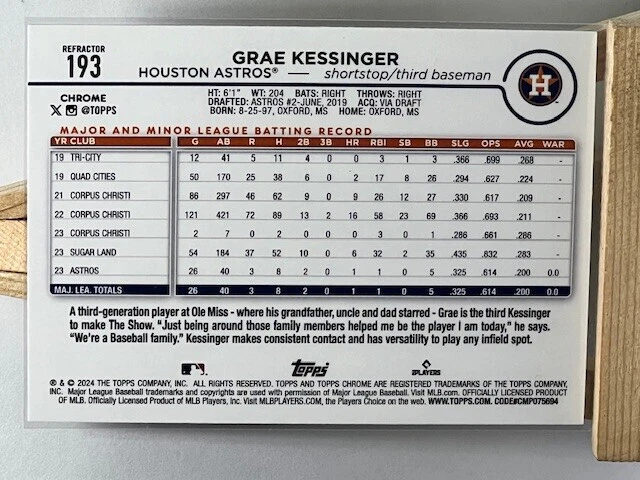 REFRACTOR
193
GRAE KESSINGER
HOUSTON ASTROS® — shortstop/third baseman
H
CHROME
X @TOPPS
HT: 6'1" WT: 204 BATS: RIGHT THROWS: RIGHT
DRAFTED: ASTROS #2-JUNE, 2019 ACQ: VIA DRAFT
BORN: 8-25-97, OXFORD, MS HOME: OXFORD, MS
MAJOR AND MINOR LEAGUE BATTING RECORD
YR CLUB G AB R H 2B 3B HR RBI SB BB SLG OPS AVG WAR
19 TRI-CITY 12 41 5 11 4 0 0 3 1 3 .366 .699 .268 -
19 QUAD CITIES 50 170 25 38 6 0 2 17 8 26 .294 .627 .224 -
21 CORPUS CHRISTI 86 297 46 62 9 0 9 26 12 27 .330 .617 .209 -
22 CORPUS CHRISTI 121 421 72 89 13 2 16 58 23 69 .366 .693 .211 -
23 CORPUS CHRISTI 2 7 0 2 0 0 0 3 0 1 .286 .661 .286 -
23 SUGAR LAND 54 184 37 52 10 0 6 32 2 35 .435 .832 .283 -
23 ASTROS 26 40 3 8 2 0 1 1 0 5 .325 .614 .200 0.0
MAJ. LEA. TOTALS 26 40 3 8 2 0 1 1 0 5 .325 .614 .200 0.0
A third-generation player at Ole Miss - where his grandfather, uncle and dad starred - Grae is the third Kessinger
to make The Show. "Just being around those family members helped me be the player I am today," he says.
"We're a Baseball family." Kessinger makes consistent contact and has versatility to play any infield spot.
Topps
PLAYERS
® & © 2024 THE TOPPS COMPANY, INC. ALL RIGHTS RESERVED. TOPPS AND TOPPS CHROME ARE REGISTERED TRADEMARKS OF THE TOPPS COMPANY,
INC. Major League Baseball trademarks and copyrights are used with permission of Major League Baseball. Visit MLB.com. OFFICIALLY LICENSED PRODUCT
OF MLB. Officially Licensed Product of MLB Players, Inc. Visit MLBPLAYERS.COM, the Players Choice on the web. WWW.TOPPS.COM. CODE#CMP075694